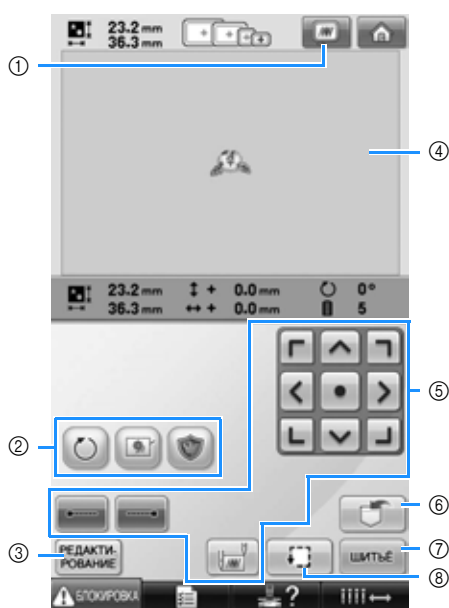 23.2 mm
36.3 mm
①
④
23.2 mm + 0.0 mm 0°
36.3 mm + 0.0 mm 5
⑤
②
⑥
③
РЕДАКТИ-
РОВАНИЕ
ШИТЬЁ
⑦
⑧
БЛОКИРОВКА
?